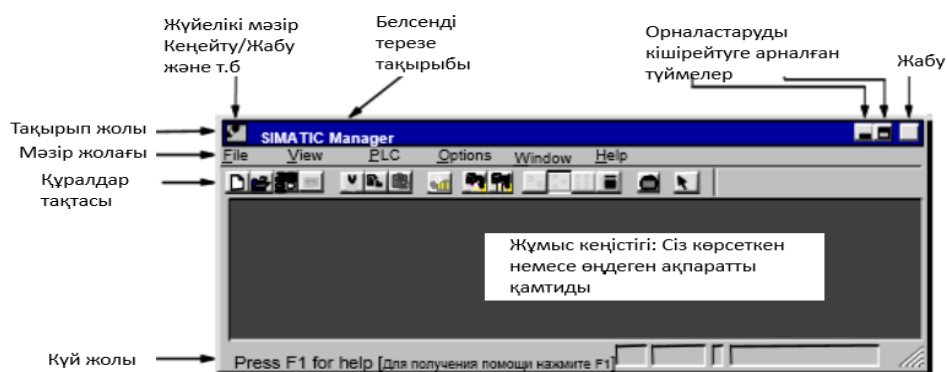 Жүйелікі мәзір
Кеңейту/Жабу
және т.б
Белсенді
терезе
тақырыбы
Орналастаруды
кішірейтуге арналған
түймелер
Жабу
Тақырып жолы
SIMATIC Manager
Мәзір жолағы
File View PLC Options Window Help
Құралдар
тақтасы
Жұмыс кеңістігі: Сіз көрсеткен
немесе өңдеген ақпаратты
қамтиды
Күй жолы
Press F1 for help [Для получения помощи нажмите F1]